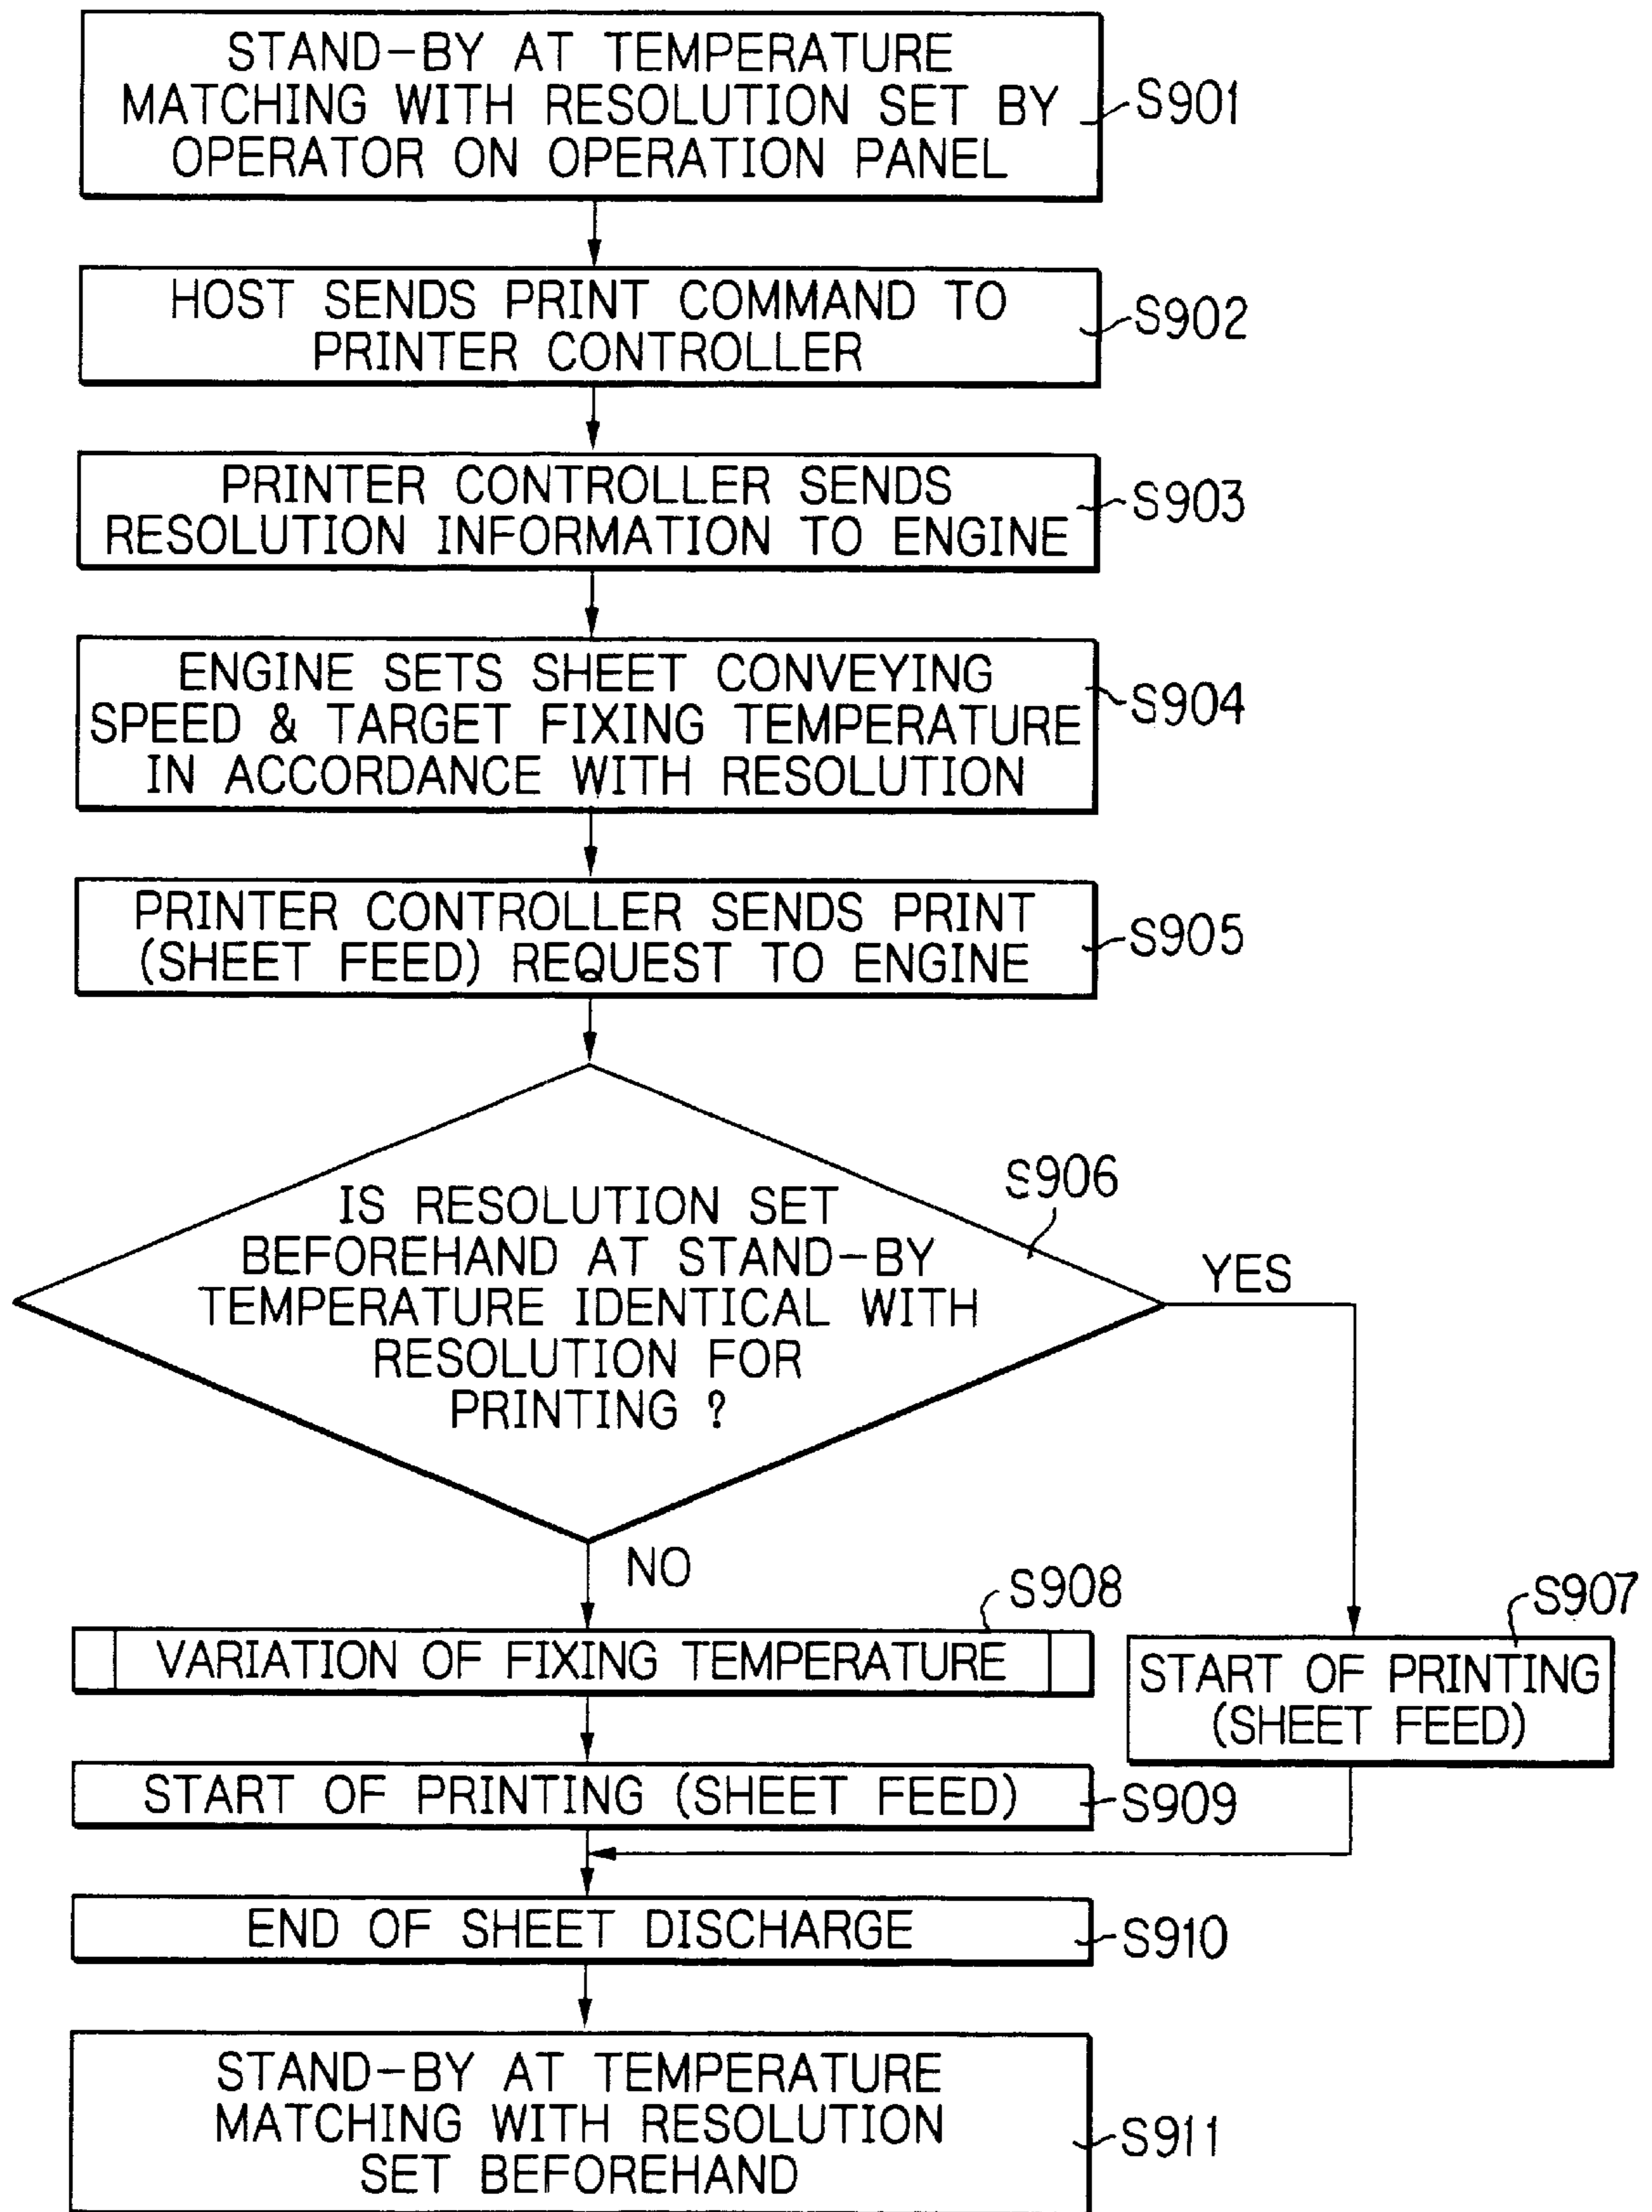 STAND-BY AT TEMPERATURE
MATCHING WITH RESOLUTION SET BY
OPERATOR ON OPERATION PANEL
S901
HOST SENDS PRINT COMMAND TO
PRINTER CONTROLLER
S902
PRINTER CONTROLLER SENDS
RESOLUTION INFORMATION TO ENGINE
S903
ENGINE SETS SHEET CONVEYING
SPEED & TARGET FIXING TEMPERATURE
IN ACCORDANCE WITH RESOLUTION
S904
PRINTER CONTROLLER SENDS PRINT
(SHEET FEED) REQUEST TO ENGINE
S905
S906
IS RESOLUTION SET
BEFOREHAND AT STAND-BY
TEMPERATURE IDENTICAL WITH
RESOLUTION FOR
PRINTING ?
YES
NO
S908
VARIATION OF FIXING TEMPERATURE
S907
START OF PRINTING
(SHEET FEED)
START OF PRINTING (SHEET FEED)
S909
END OF SHEET DISCHARGE
S910
STAND-BY AT TEMPERATURE
MATCHING WITH RESOLUTION
SET BEFOREHAND
S911